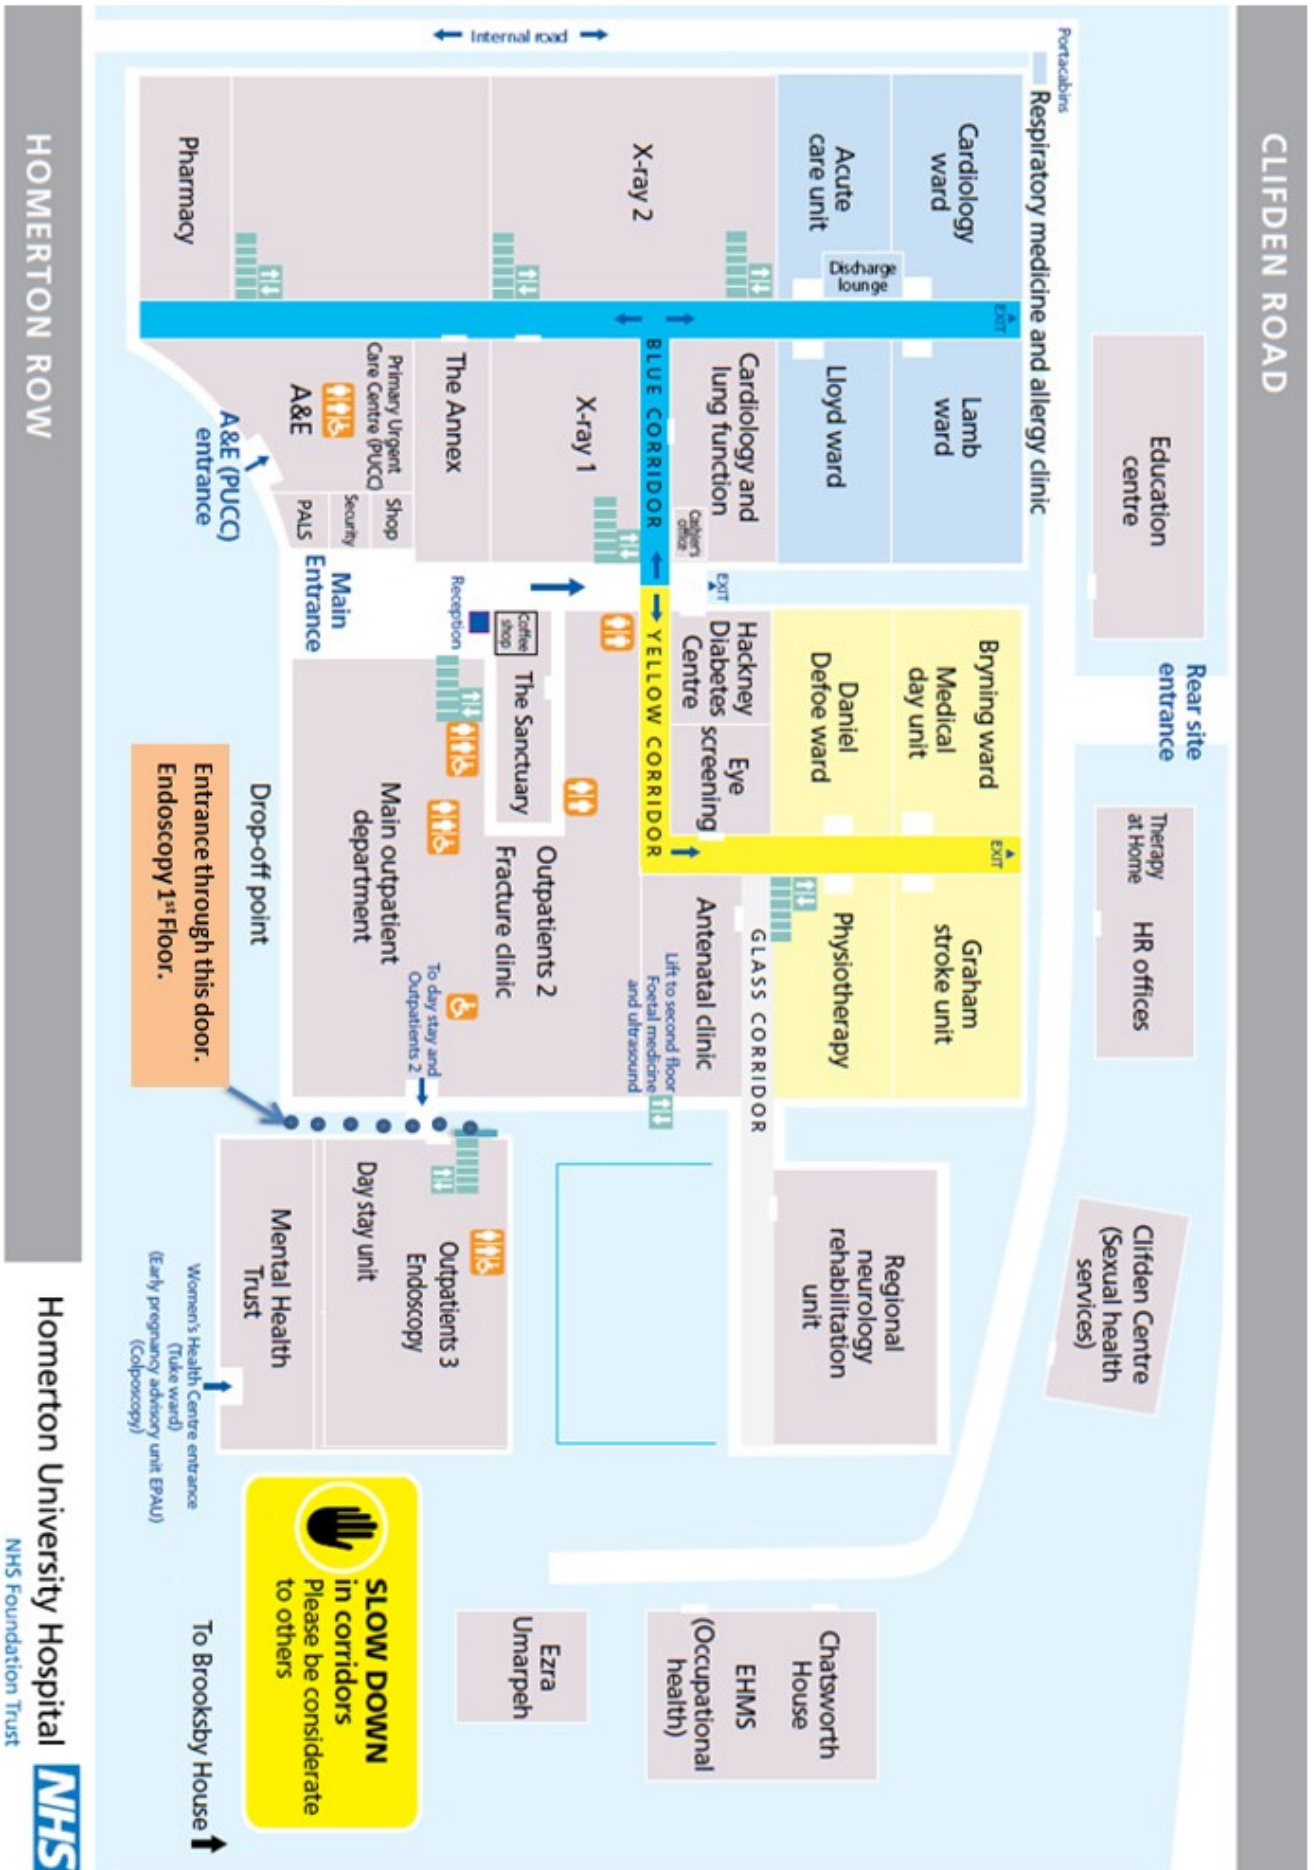 CLIFDEN ROAD
Rear site
entrance
Education
centre
Therapy
at Home
HR offices
Clifden Centre
(Sexual health
services)
Portacabins
Respiratory medicine and allergy clinic
Internal road
Cardiology
ward
EXIT
Lamb
ward
Bryning ward
Medical
day unit
EXIT
Graham
stroke unit
Acute
care unit
Discharge
lounge
Lloyd ward
Daniel
Defoe ward
Physiotherapy
Regional
neurology
rehabilitation
unit
Chatsworth
House
EHMS
(Occupational
health)
Cardiology and
lung function
Cashier's
office
EXIT
Hackney
Diabetes
Centre
Eye
screening
GLASS CORRIDOR
Antenatal clinic
Lift to second floor
Foetal medicine
and ultrasound
X-ray 2
BLUE CORRIDOR
YELLOW CORRIDOR
X-ray 1
Coffee
shop
The Sanctuary
Outpatients 2
Fracture clinic
Ezra
Umarpeh
The Annex
Reception
To day stay and
Outpatients 2
Outpatients 3
Endoscopy
Primary Urgent
Care Centre (PUCC)
Shop
Main outpatient
department
Day stay unit
A&E
Security
PALS
Main
Entrance
Mental Health
Trust
SLOW DOWN
in corridors
Please be considerate
to others
Pharmacy
A&E (PUCC)
entrance
Drop-off point
Entrance through this door.
Endoscopy 1st Floor.
Women's Health Centre entrance
(Tuke ward)
(Early pregnancy advisory unit EPAU)
(Colposcopy)
To Brooksby House
HOMERTON ROW
Homerton University Hospital
NHS Foundation Trust
NHS